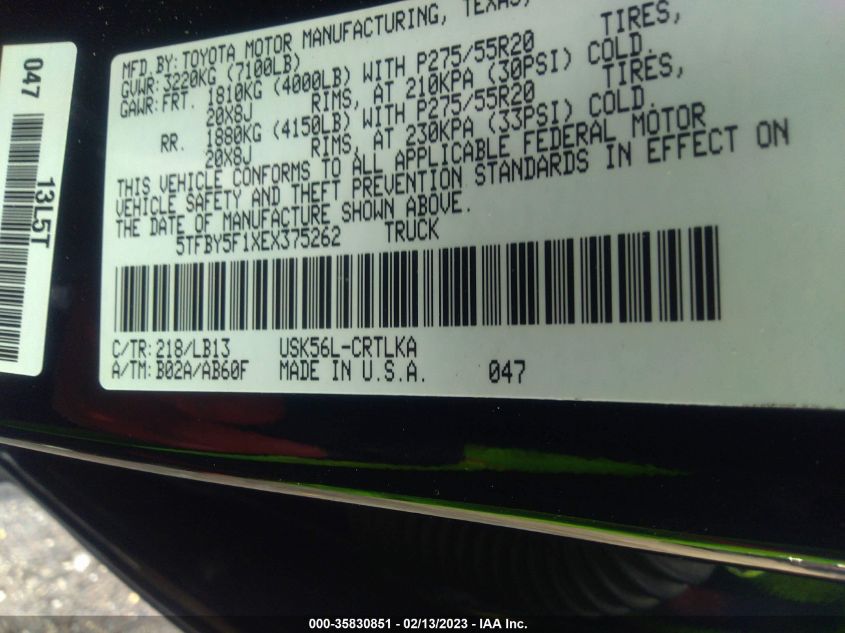 MFD.BY:TOYOTA MOTOR MANUFACTURING, TEXAS,
GVWR:3220KG (7100LB)
GAWR:FRT. 1810KG (4000LB) WITH P275/55R20 TIRES,
20X8J RIMS, AT 210KPA (30PSI) COLD.
RR. 1880KG (4150LB) WITH P275/55R20 TIRES,
20X8J RIMS, AT 230KPA (33PSI) COLD.
THIS VEHICLE CONFORMS TO ALL APPLICABLE FEDERAL MOTOR
VEHICLE SAFETY AND THEFT PREVENTION STANDARDS IN EFFECT ON
THE DATE OF MANUFACTURE SHOWN ABOVE.
5TFBY5F1XEX375262 TRUCK
C/TR:218/LB13 USK56L-CRTLKA
A/TM:B02A/AB60F MADE IN U.S.A. 047
047
13L5T
000-35830851 / 02/13/2023 - IAA Inc.